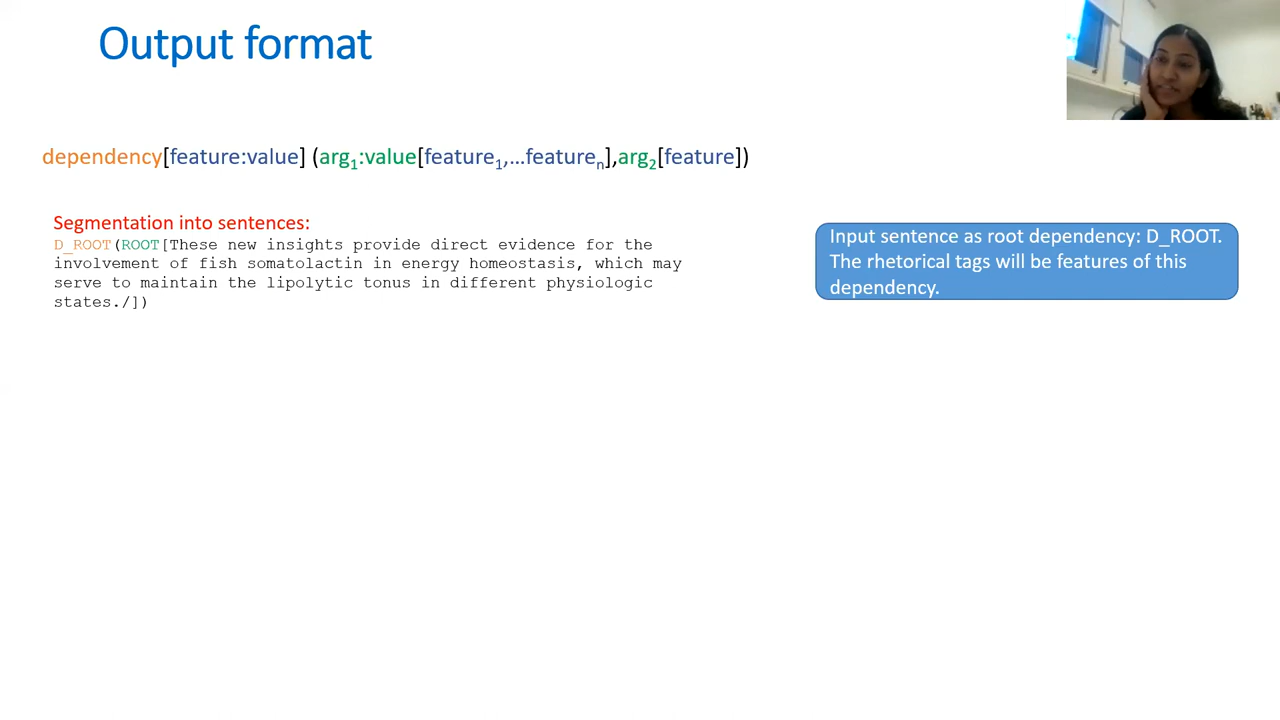 Output format
dependency[feature:value] (arg1:value[feature1,…featuren],arg2[feature])
Segmentation into sentences:
D_ROOT(ROOT[These new insights provide direct evidence for the
involvement of fish somatolactin in energy homeostasis, which may
serve to maintain the lipolytic tonus in different physiologic
states./])
Input sentence as root dependency: D_ROOT.
The rhetorical tags will be features of this
dependency.